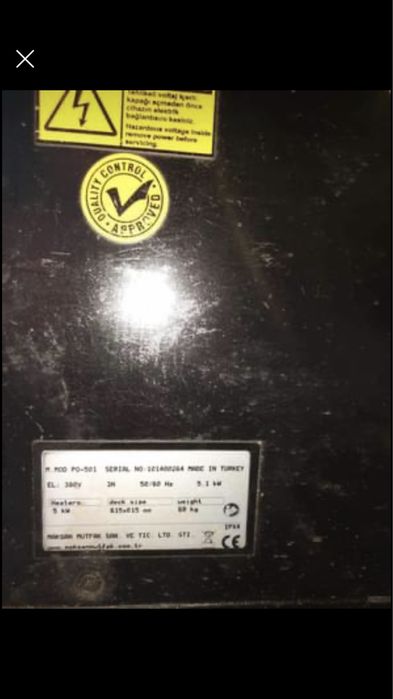 Tehlikeli voltaj içerir.
kapağı açmadan önce
cihazın elektrik
bağlantısını kesiniz.
Hazardous voltage inside
remove power before
servicing.
QUALITY CONTROL
APPROVED
M.MOD PO-501 SERIAL NO:101400264 MADE IN TURKEY
EL: 380V 3N 50/60 Hz 5.1 kW
Heaters deck size weight
5 kW 615x615 mm 60 kg
IPX4
MAKSAN MUTFAK SAN. VE TIC. LTD. STI.
CE